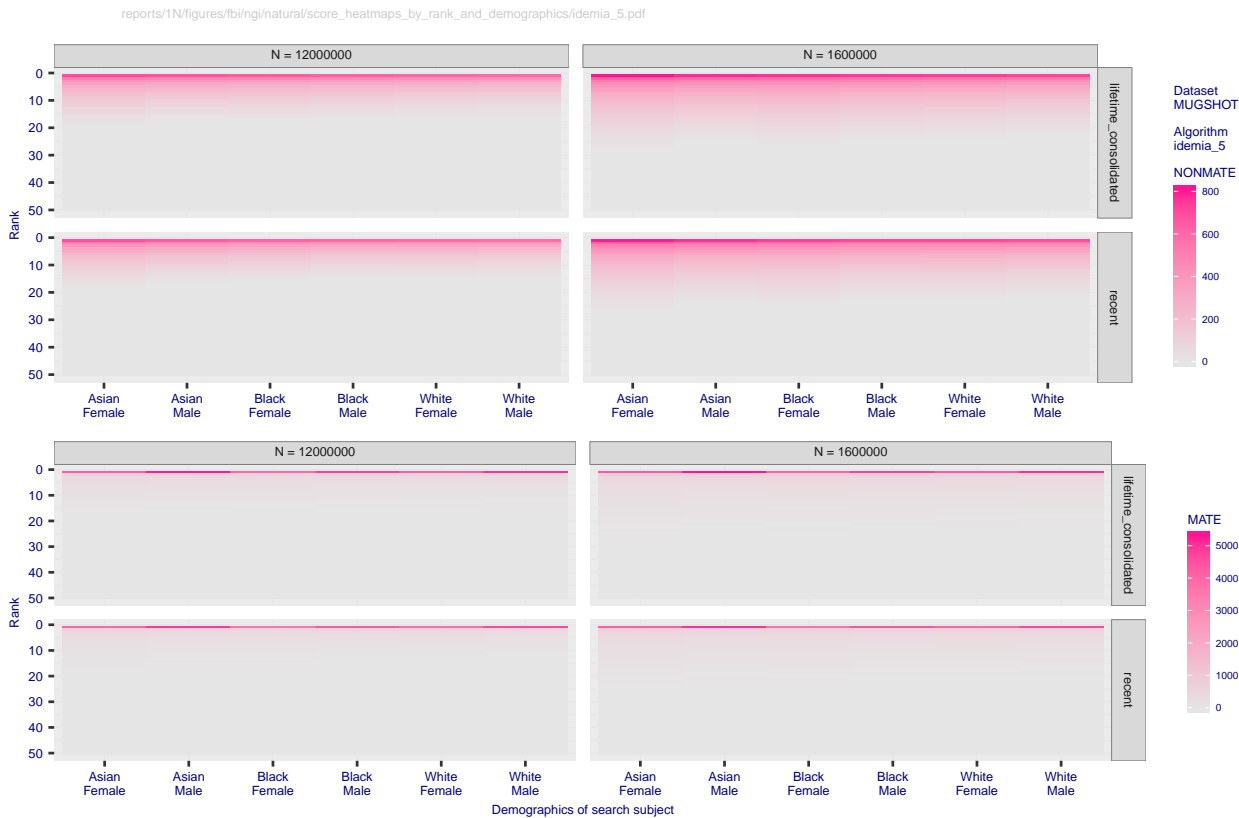 reports/1N/figures/fbi/ngi/natural/score_heatmaps_by_rank_and_demographics/idemia_5.pdf
N = 12000000
N = 1600000
0
10
20
30
40
50
lifetime_consolidated
0
10
20
30
40
50
recent
Rank
Asian Female
Asian Male
Black Female
Black Male
White Female
White Male
Asian Female
Asian Male
Black Female
Black Male
White Female
White Male
Dataset
MUGSHOT
Algorithm
idemia_5
NONMATE
800
600
400
200
0
N = 12000000
N = 1600000
0
10
20
30
40
50
lifetime_consolidated
0
10
20
30
40
50
recent
Rank
Asian Female
Asian Male
Black Female
Black Male
White Female
White Male
Asian Female
Asian Male
Black Female
Black Male
White Female
White Male
Demographics of search subject
MATE
5000
4000
3000
2000
1000
0